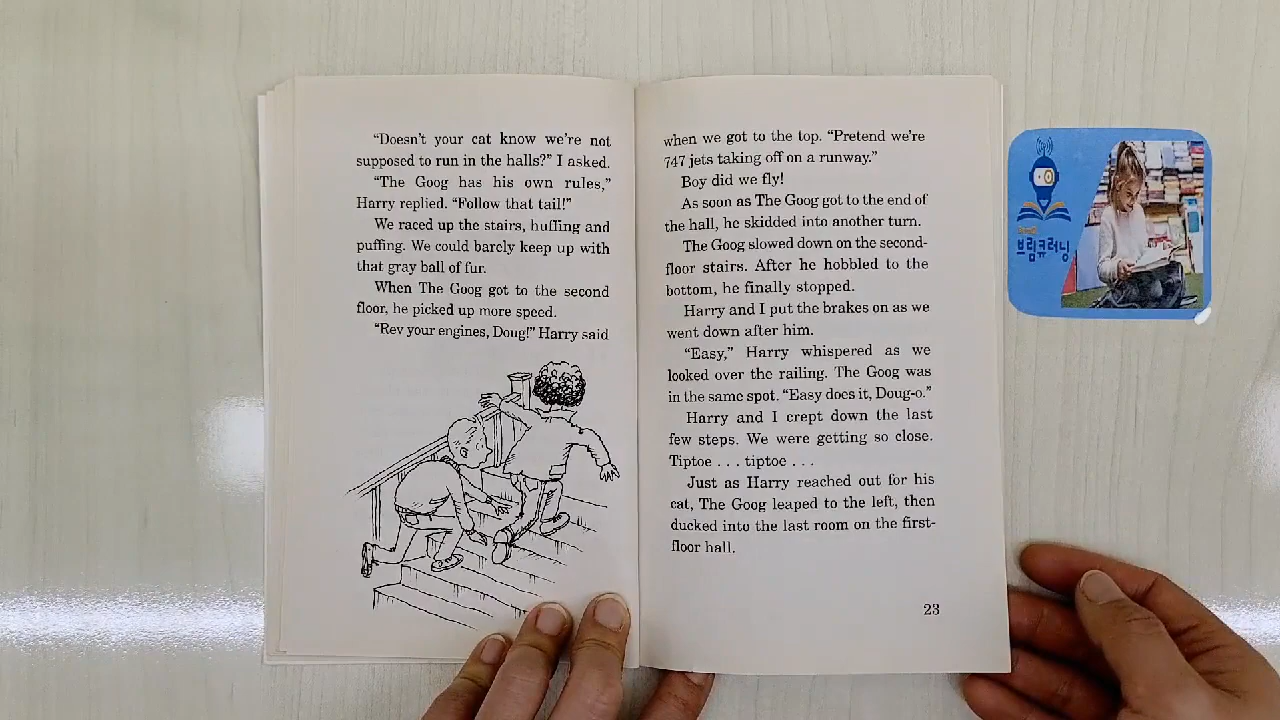 “Doesn’t your cat know we’re not
supposed to run in the halls?” I asked.
“The Goog has his own rules,”
Harry replied. “Follow that tail!”
We raced up the stairs, huffing and
puffing. We could barely keep up with
that gray ball of fur.
When The Goog got to the second
floor, he picked up more speed.
“Rev your engines, Doug!” Harry said
when we got to the top. “Pretend we’re
747 jets taking off on a runway.”
Boy did we fly!
As soon as The Goog got to the end of
the hall, he skidded into another turn.
The Goog slowed down on the second-
floor stairs. After he hobbled to the
bottom, he finally stopped.
Harry and I put the brakes on as we
went down after him.
“Easy,” Harry whispered as we
looked over the railing. The Goog was
in the same spot. “Easy does it, Doug-o.”
Harry and I crept down the last
few steps. We were getting so close.
Tiptoe . . . tiptoe . . .
Just as Harry reached out for his
cat, The Goog leaped to the left, then
ducked into the last room on the first-
floor hall.
23
브림큐러닝